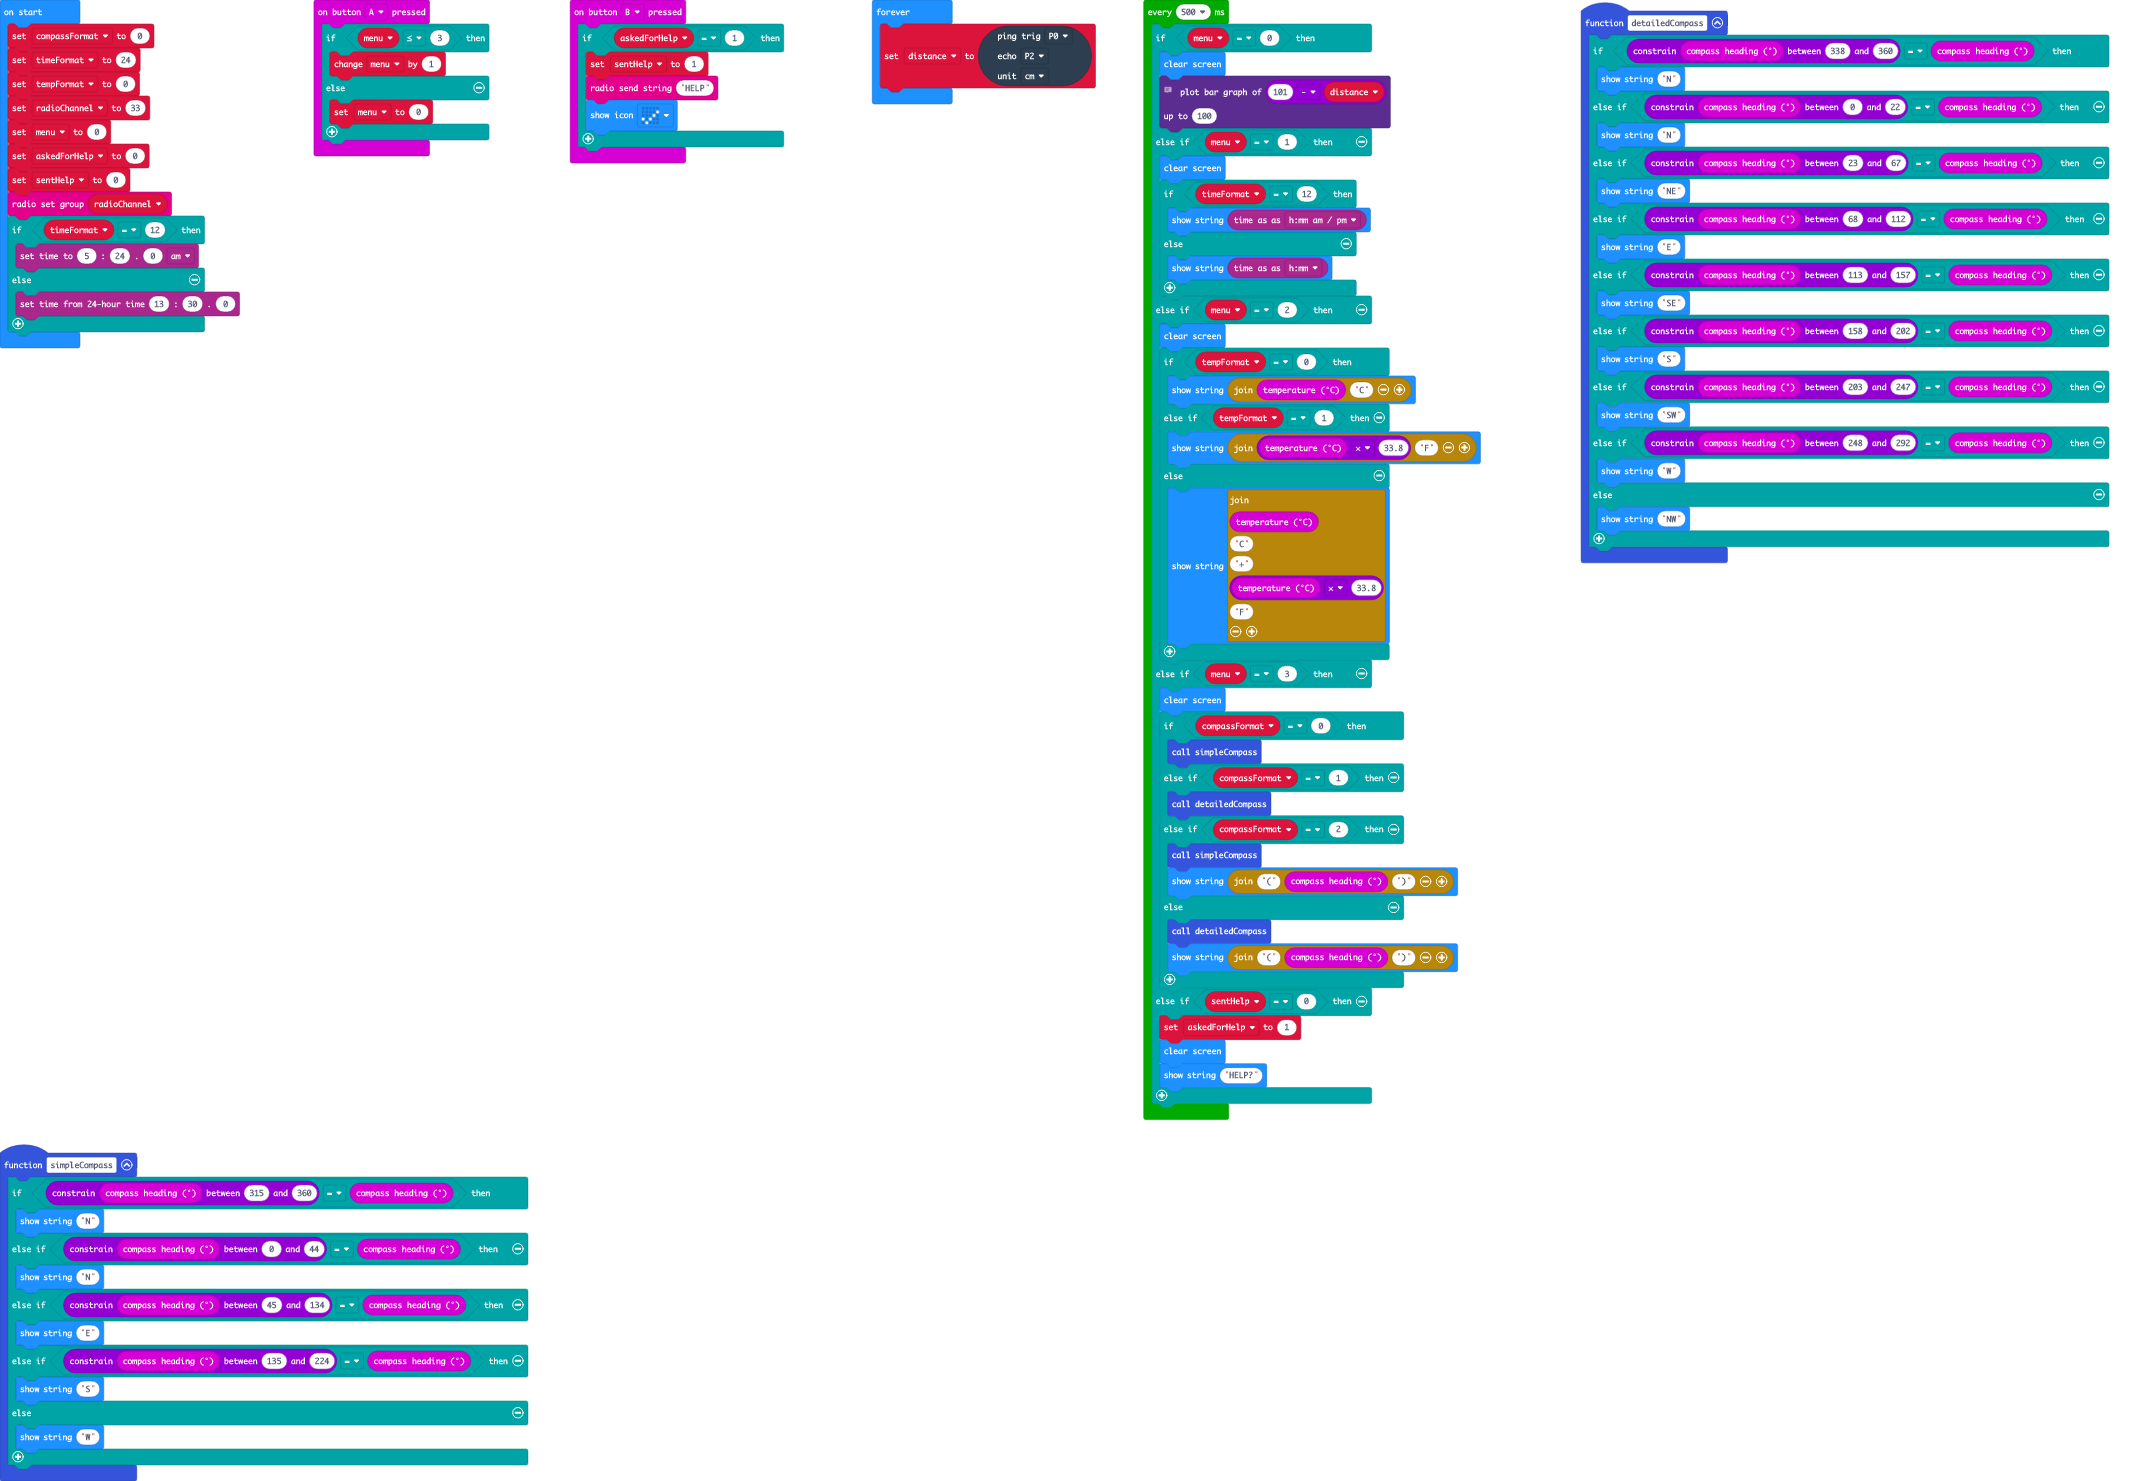 on start
set compassFormat to 0
set timeFormat to 24
set tempFormat to 0
set radioChannel to 33
set menu to 0
set askedForHelp to 0
set sentHelp to 0
radio set group radioChannel
if timeFormat = 12 then
set time to 5 : 24 . 0 am
else
set time from 24-hour time 13 : 30 . 0
on button A pressed
if menu ≤ 3 then
change menu by 1
else
set menu to 0
on button B pressed
if askedForHelp = 1 then
set sentHelp to 1
radio send string "HELP"
show icon
forever
ping trig P0
set distance to echo P2
unit cm
every 500 ms
if menu = 0 then
clear screen
plot bar graph of 101 - distance
up to 100
else if menu = 1 then
clear screen
if timeFormat = 12 then
show string time as as h:mm am / pm
else
show string time as as h:mm
else if menu = 2 then
clear screen
if tempFormat = 0 then
show string join temperature (°C) "C"
else if tempFormat = 1 then
show string join temperature (°C) × 33.8 "F"
else
join
temperature (°C)
"C"
show string "+"
temperature (°C) × 33.8
"F"
else if menu = 3 then
clear screen
if compassFormat = 0 then
call simpleCompass
else if compassFormat = 1 then
call detailedCompass
else if compassFormat = 2 then
call simpleCompass
show string join "(" compass heading (°) ")"
else
call detailedCompass
show string join "(" compass heading (°) ")"
else if sentHelp = 0 then
set askedForHelp to 1
clear screen
show string "HELP?"
function detailedCompass
if constrain compass heading (°) between 338 and 360 = compass heading (°) then
show string "N"
else if constrain compass heading (°) between 0 and 22 = compass heading (°) then
show string "N"
else if constrain compass heading (°) between 23 and 67 = compass heading (°) then
show string "NE"
else if constrain compass heading (°) between 68 and 112 = compass heading (°) then
show string "E"
else if constrain compass heading (°) between 113 and 157 = compass heading (°) then
show string "SE"
else if constrain compass heading (°) between 158 and 202 = compass heading (°) then
show string "S"
else if constrain compass heading (°) between 203 and 247 = compass heading (°) then
show string "SW"
else if constrain compass heading (°) between 248 and 292 = compass heading (°) then
show string "W"
else
show string "NW"
function simpleCompass
if constrain compass heading (°) between 315 and 360 = compass heading (°) then
show string "N"
else if constrain compass heading (°) between 0 and 44 = compass heading (°) then
show string "N"
else if constrain compass heading (°) between 45 and 134 = compass heading (°) then
show string "E"
else if constrain compass heading (°) between 135 and 224 = compass heading (°) then
show string "S"
else
show string "W"